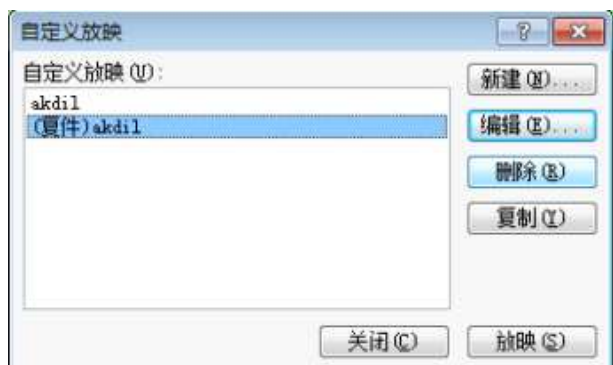 自定义放映
自定义放映(U):
akdil
(复件)akdil
新建(N)...
编辑(E)...
删除(R)
复制(Y)
关闭(C)
放映(S)